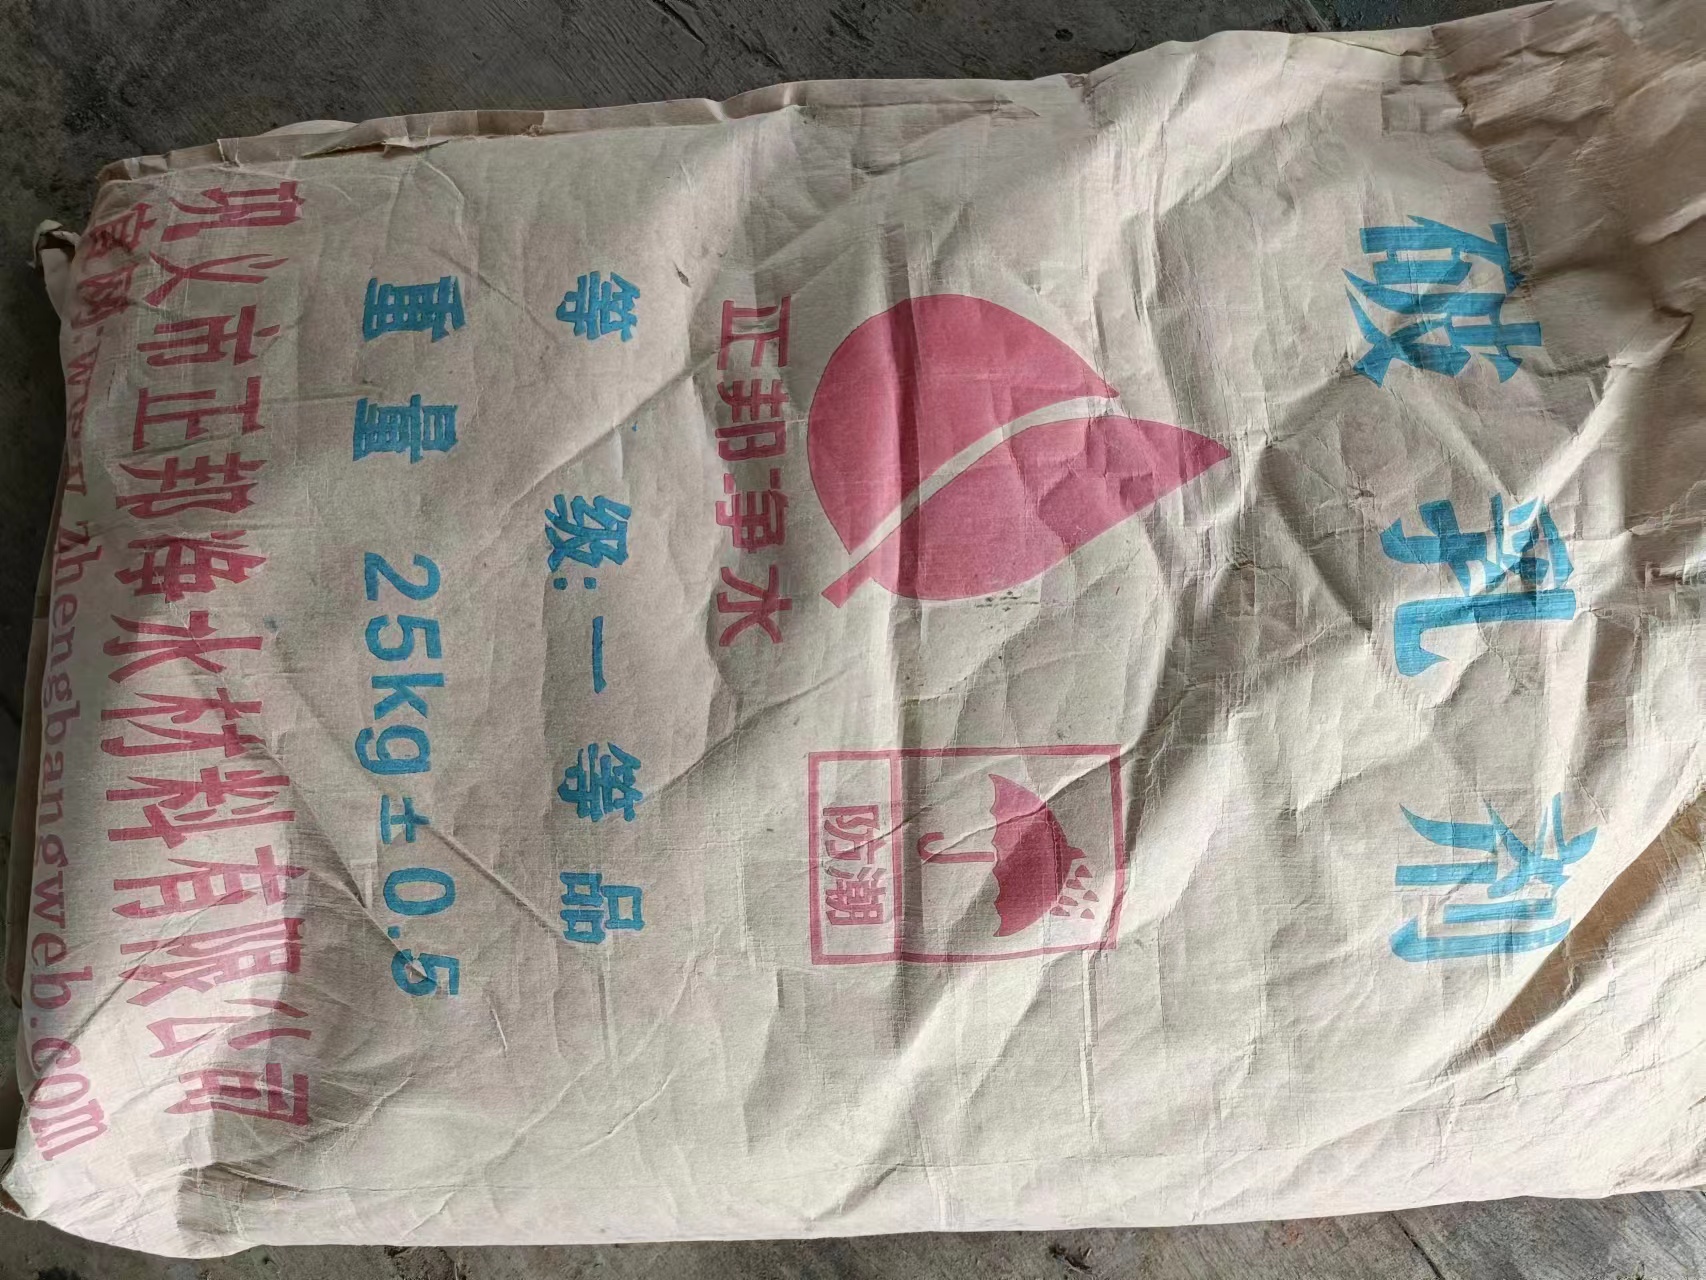 破乳剂
正邦净水
防潮
等级:一等品
重量 25kg±0.5
巩义市正邦净水材料有限公司
官网:www.zhengbangweb.com